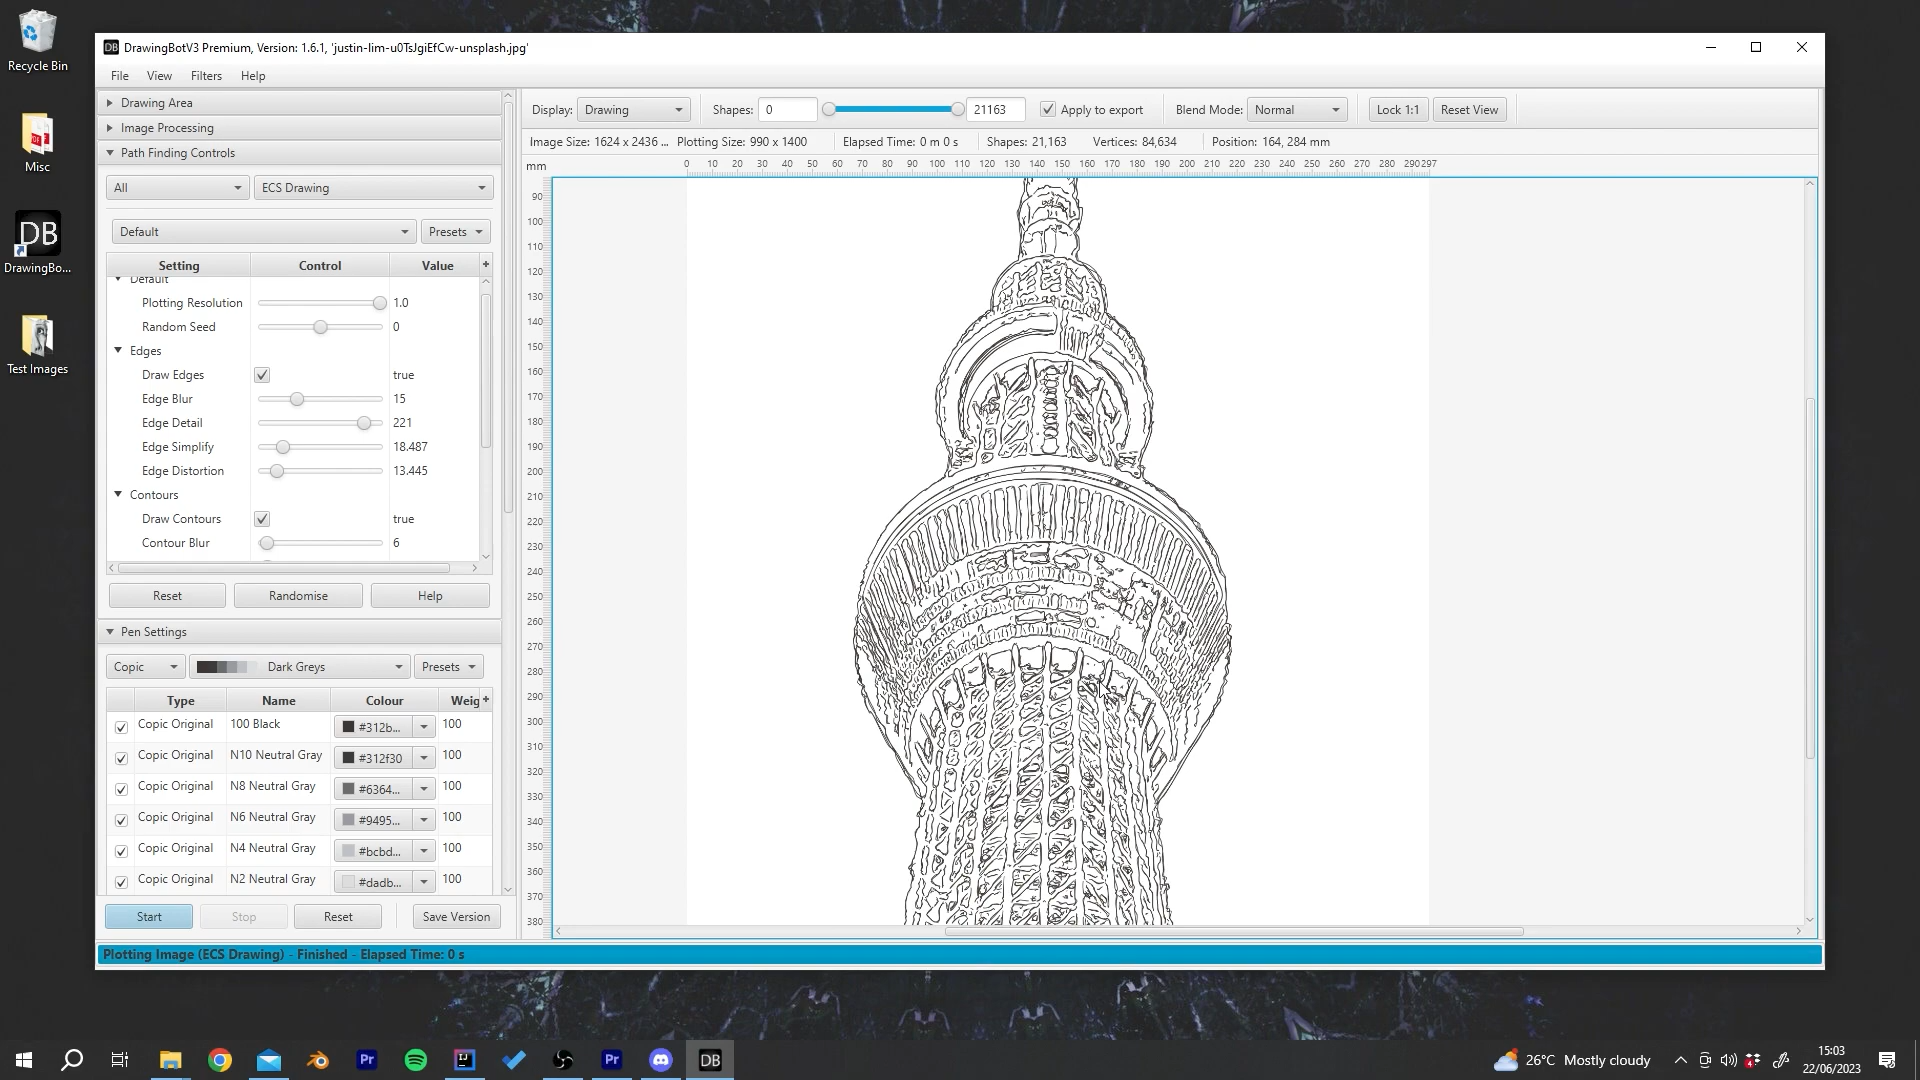 Recycle Bin
Misc
DB
DrawingBo...
Test Images
DB DrawingBotV3 Premium, Version: 1.6.1, 'justin-lim-u0TsJgiEfCw-unsplash.jpg'
File View Filters Help
Drawing Area
Image Processing
Path Finding Controls
All ECS Drawing
Default Presets
Setting Control Value +
Default
Plotting Resolution 1.0
Random Seed 0
Edges
Draw Edges true
Edge Blur 15
Edge Detail 221
Edge Simplify 18.487
Edge Distortion 13.445
Contours
Draw Contours true
Contour Blur 6
Reset Randomise Help
Pen Settings
Copic Dark Greys Presets
Type Name Colour Weig +
Copic Original 100 Black #312b... 100
Copic Original N10 Neutral Gray #312f30 100
Copic Original N8 Neutral Gray #6364... 100
Copic Original N6 Neutral Gray #9495... 100
Copic Original N4 Neutral Gray #bcbd... 100
Copic Original N2 Neutral Gray #dadb... 100
Start Stop Reset Save Version
Display: Drawing Shapes: 0 21163 Apply to export Blend Mode: Normal Lock 1:1 Reset View
Image Size: 1624 x 2436 ... Plotting Size: 990 x 1400 Elapsed Time: 0 m 0 s Shapes: 21,163 Vertices: 84,634 Position: 164, 284 mm
mm 0 10 20 30 40 50 60 70 80 90 100 110 120 130 140 150 160 170 180 190 200 210 220 230 240 250 260 270 280 290 297
90
100
110
120
130
140
150
160
170
180
190
200
210
220
230
240
250
260
270
280
290
300
310
320
330
340
350
360
370
380
Plotting Image (ECS Drawing) - Finished - Elapsed Time: 0 s
Pr IJ Pr DB
26°C Mostly cloudy
15:03
22/06/2023